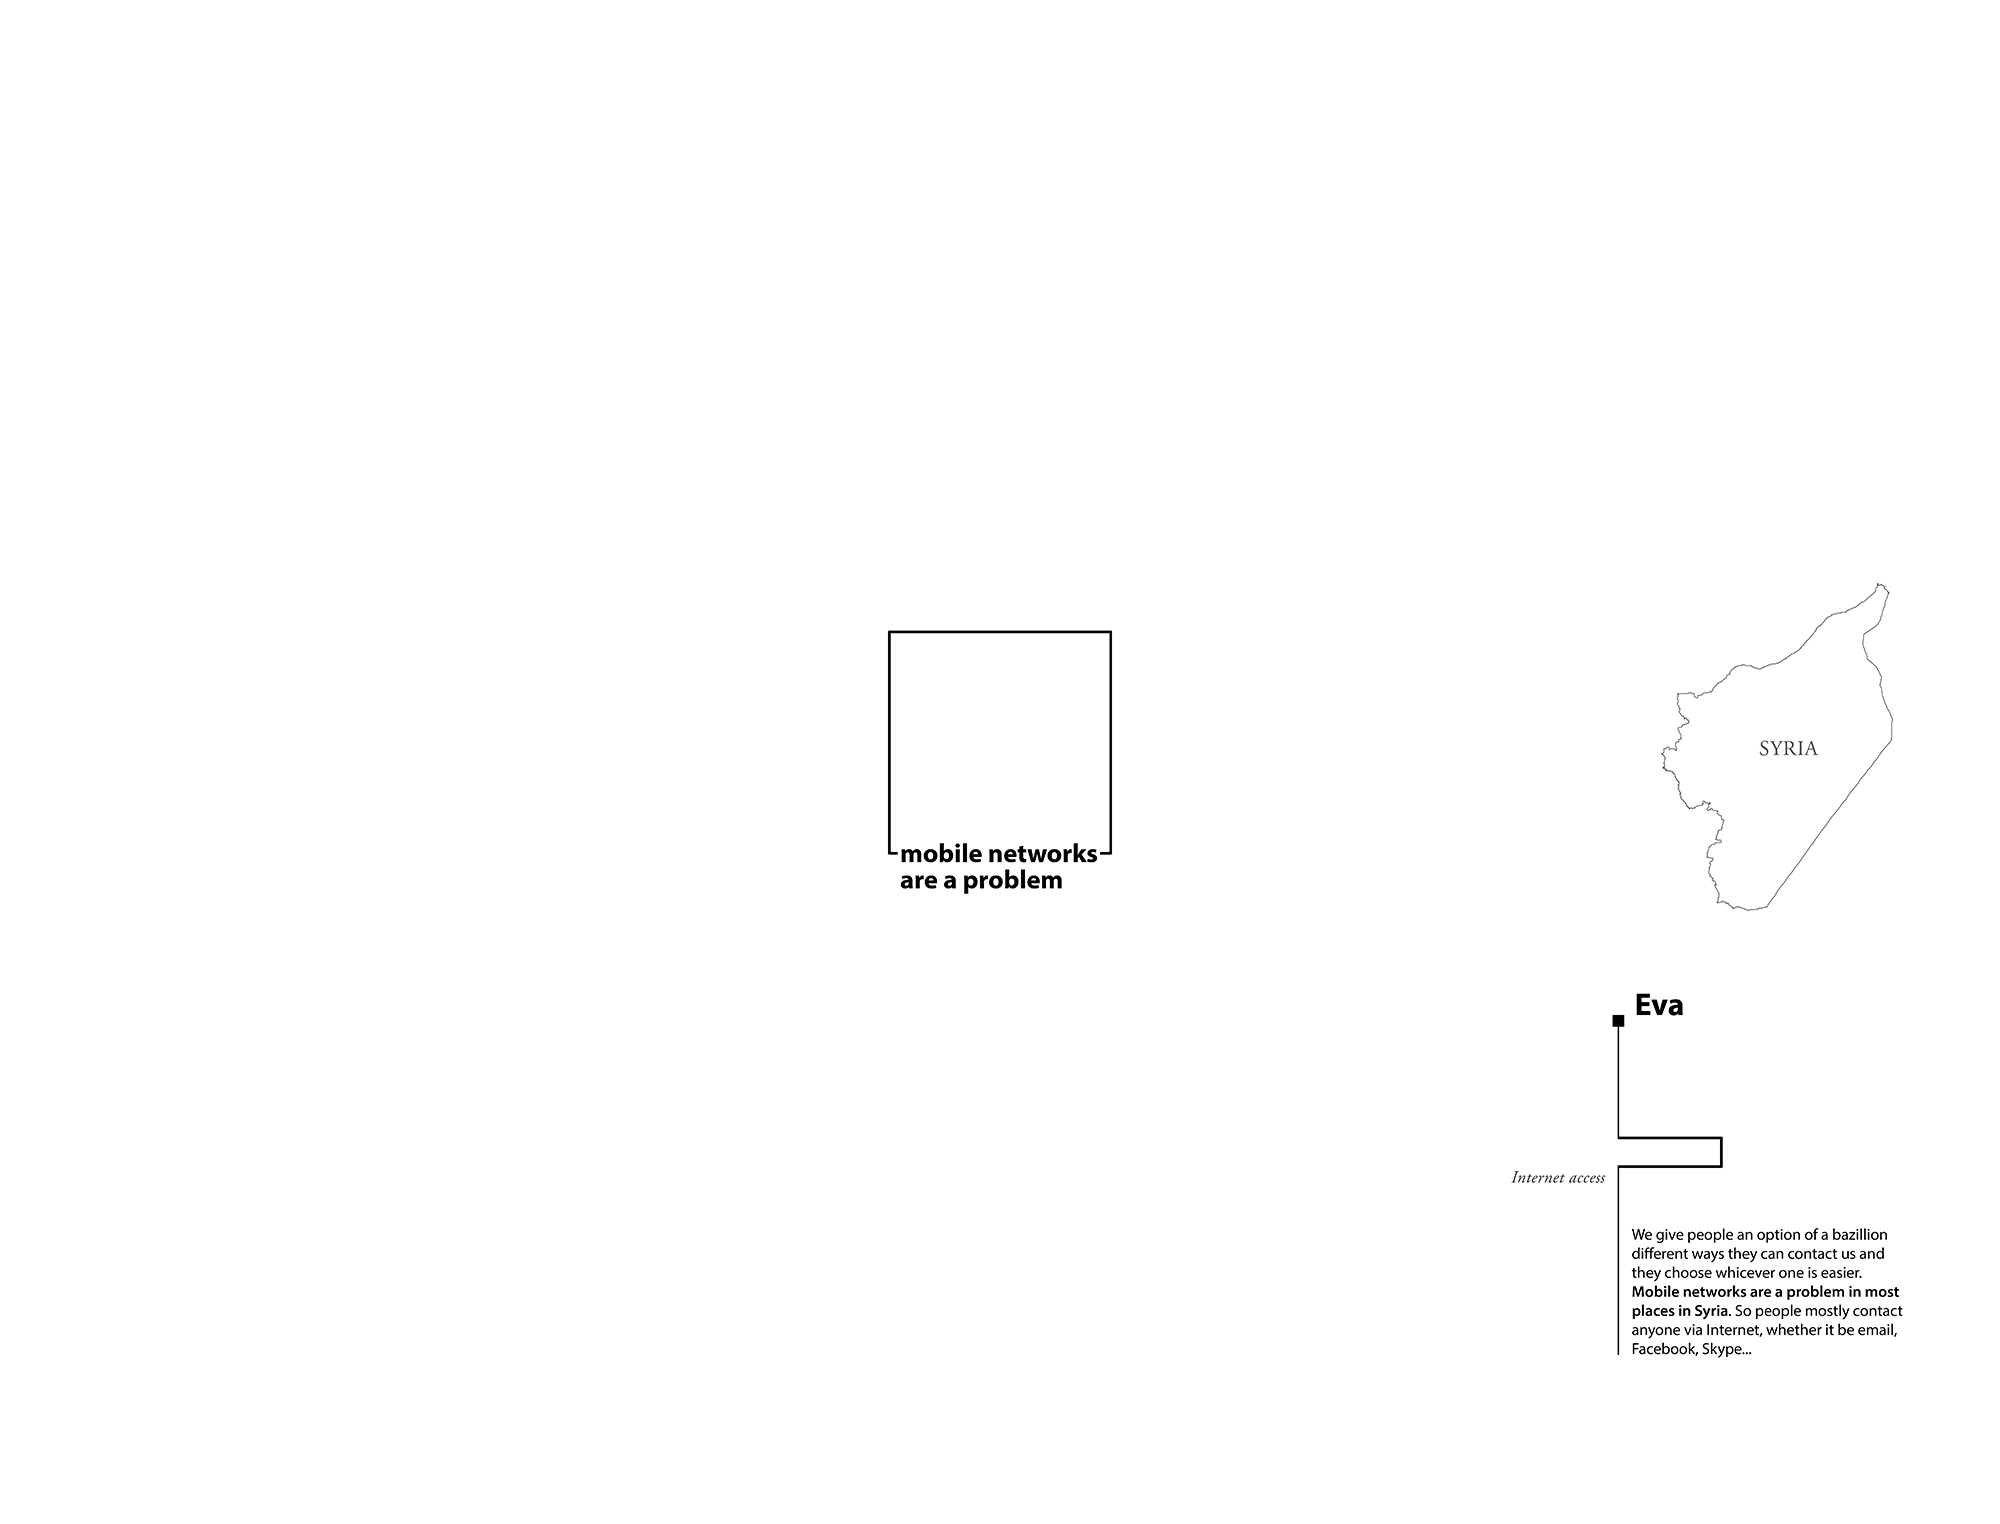 mobile networks
are a problem
SYRIA
Eva
Internet access
We give people an option of a bazillion
different ways they can contact us and
they choose whicever one is easier.
Mobile networks are a problem in most
places in Syria. So people mostly contact
anyone via Internet, whether it be email,
Facebook, Skype...